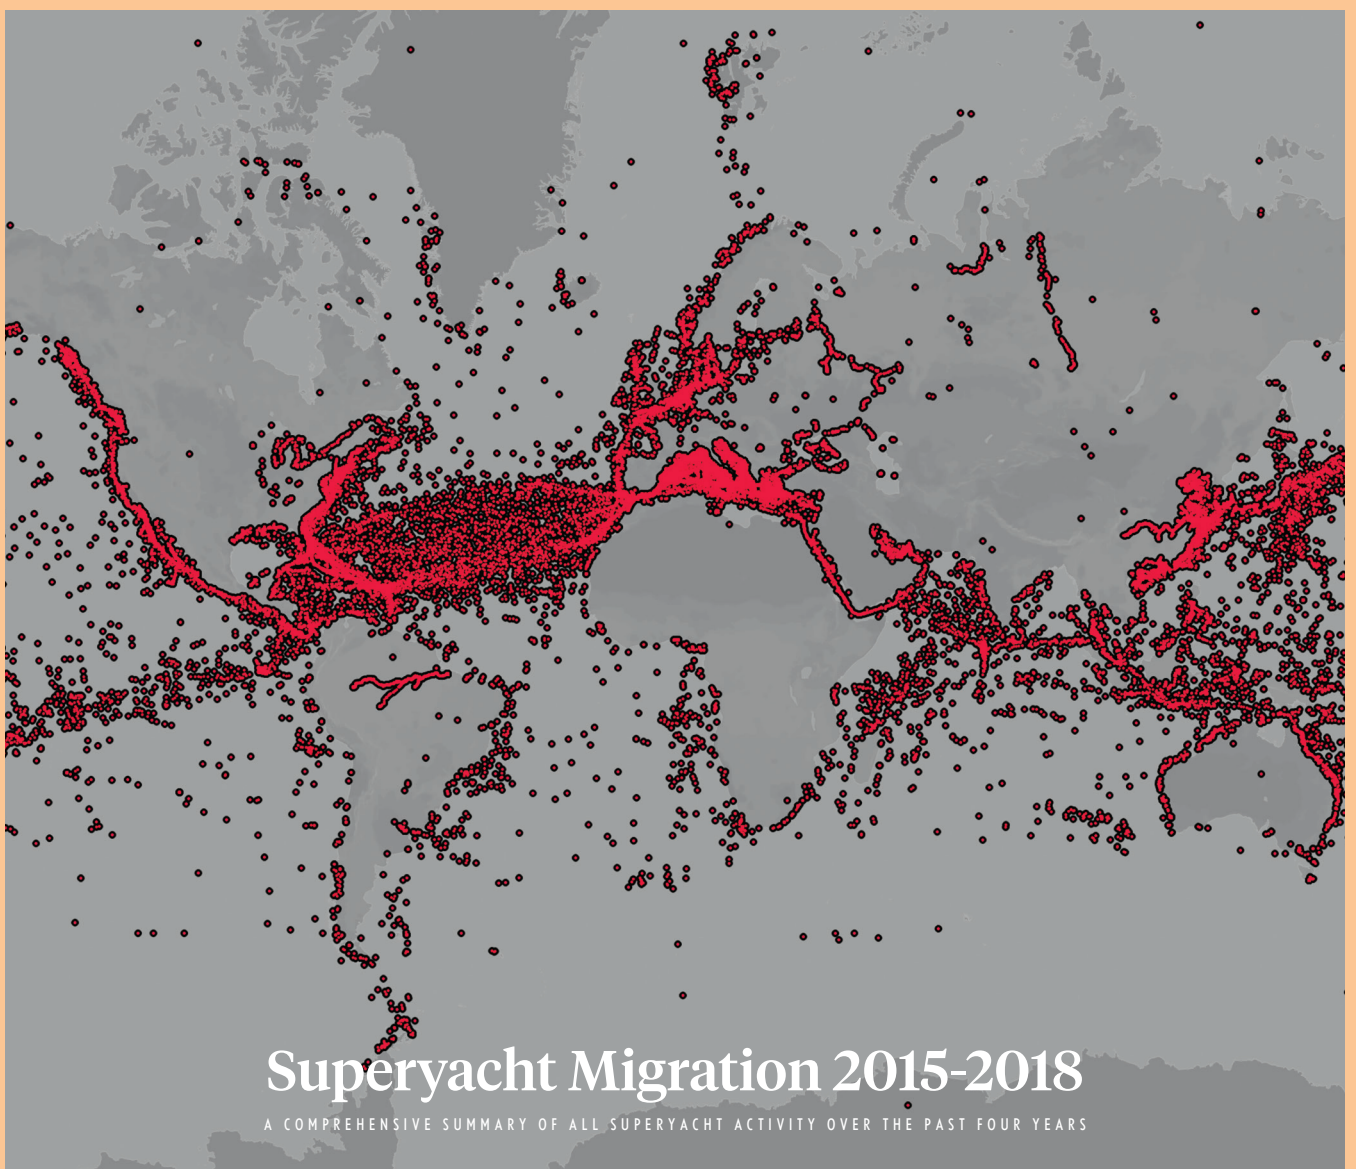 Superyacht Migration 2015-2018
A COMPREHENSIVE SUMMARY OF ALL SUPERYACHT ACTIVITY OVER THE PAST FOUR YEARS